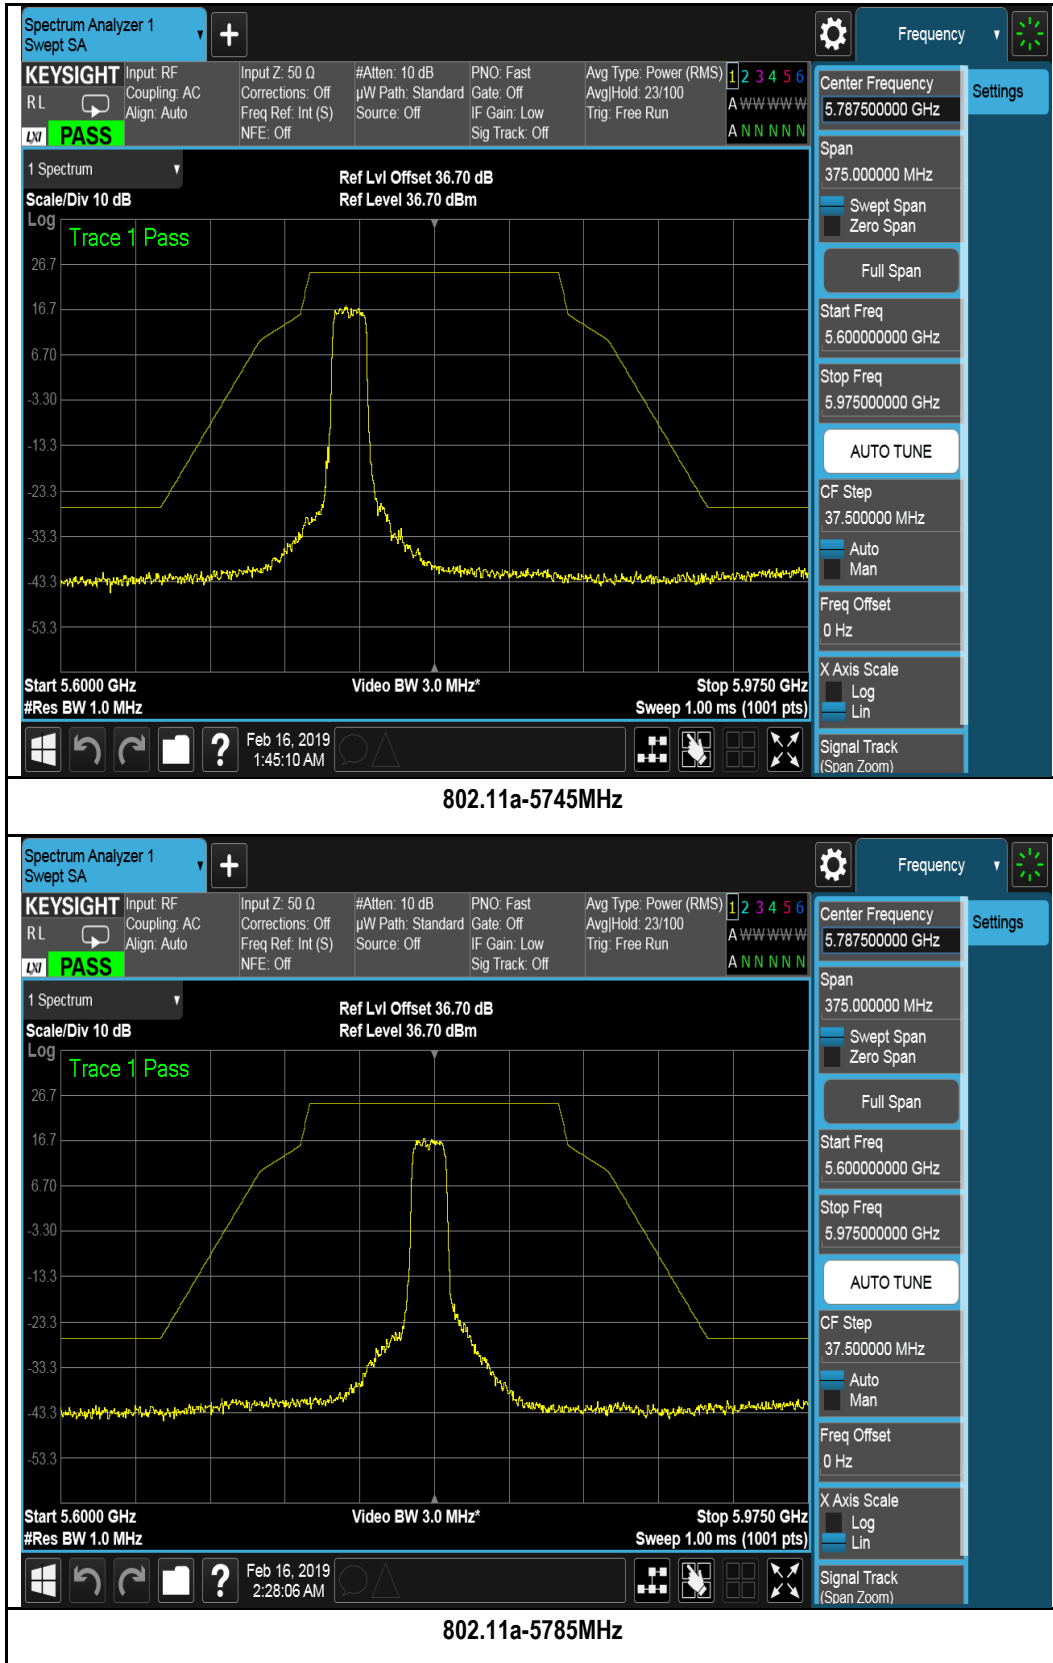 Spectrum Analyzer 1
Swept SA
+
Frequency
KEYSIGHT
R L
LXI PASS
Input: RF
Coupling: AC
Align: Auto
Input Z: 50 Ω
Corrections: Off
Freq Ref: Int (S)
NFE: Off
#Atten: 10 dB
µW Path: Standard
Source: Off
PNO: Fast
Gate: Off
IF Gain: Low
Sig Track: Off
Avg Type: Power (RMS)
Avg|Hold: 23/100
Trig: Free Run
1 2 3 4 5 6
A W W W W W
A N N N N N
1 Spectrum
Scale/Div 10 dB
Ref Lvl Offset 36.70 dB
Ref Level 36.70 dBm
Log
Trace 1 Pass
26.7
16.7
6.70
-3.30
-13.3
-23.3
-33.3
-43.3
-53.3
Start 5.6000 GHz
#Res BW 1.0 MHz
Video BW 3.0 MHz*
Stop 5.9750 GHz
Sweep 1.00 ms (1001 pts)
?
Feb 16, 2019
1:45:10 AM
Center Frequency
5.787500000 GHz
Settings
Span
375.000000 MHz
Swept Span
Zero Span
Full Span
Start Freq
5.600000000 GHz
Stop Freq
5.975000000 GHz
AUTO TUNE
CF Step
37.500000 MHz
Auto
Man
Freq Offset
0 Hz
X Axis Scale
Log
Lin
Signal Track
(Span Zoom)
802.11a-5745MHz
Spectrum Analyzer 1
Swept SA
+
Frequency
KEYSIGHT
R L
LXI PASS
Input: RF
Coupling: AC
Align: Auto
Input Z: 50 Ω
Corrections: Off
Freq Ref: Int (S)
NFE: Off
#Atten: 10 dB
µW Path: Standard
Source: Off
PNO: Fast
Gate: Off
IF Gain: Low
Sig Track: Off
Avg Type: Power (RMS)
Avg|Hold: 23/100
Trig: Free Run
1 2 3 4 5 6
A W W W W W
A N N N N N
1 Spectrum
Scale/Div 10 dB
Ref Lvl Offset 36.70 dB
Ref Level 36.70 dBm
Log
Trace 1 Pass
26.7
16.7
6.70
-3.30
-13.3
-23.3
-33.3
-43.3
-53.3
Start 5.6000 GHz
#Res BW 1.0 MHz
Video BW 3.0 MHz*
Stop 5.9750 GHz
Sweep 1.00 ms (1001 pts)
?
Feb 16, 2019
2:28:06 AM
Center Frequency
5.787500000 GHz
Settings
Span
375.000000 MHz
Swept Span
Zero Span
Full Span
Start Freq
5.600000000 GHz
Stop Freq
5.975000000 GHz
AUTO TUNE
CF Step
37.500000 MHz
Auto
Man
Freq Offset
0 Hz
X Axis Scale
Log
Lin
Signal Track
(Span Zoom)
802.11a-5785MHz